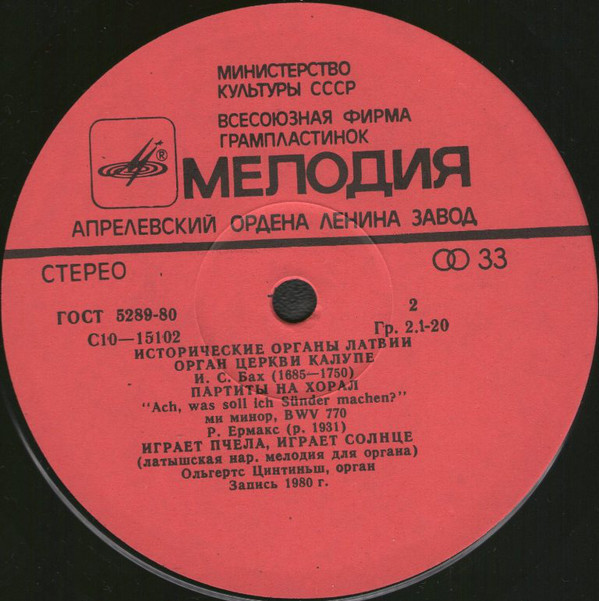 МИНИСТЕРСТВО
КУЛЬТУРЫ СССР
ВСЕСОЮЗНАЯ ФИРМА
ГРАМПЛАСТИНОК
®
МЕЛОДИЯ
АПРЕЛЕВСКИЙ ОРДЕНА ЛЕНИНА ЗАВОД
СТЕРЕО 33
ГОСТ 5289-80 2
С10—15102 Гр. 2.1-20
ИСТОРИЧЕСКИЕ ОРГАНЫ ЛАТВИИ
ОРГАН ЦЕРКВИ КАЛУПЕ
И. С. Бах (1685—1750)
ПАРТИТЫ НА ХОРАЛ
"Ach, was soll ich Sünder machen?"
ми минор, BWV 770
Р. Ермакс (р. 1931)
ИГРАЕТ ПЧЕЛА, ИГРАЕТ СОЛНЦЕ
(латышская нар. мелодия для органа)
Ольгертс Цинтиньш, орган
Запись 1980 г.